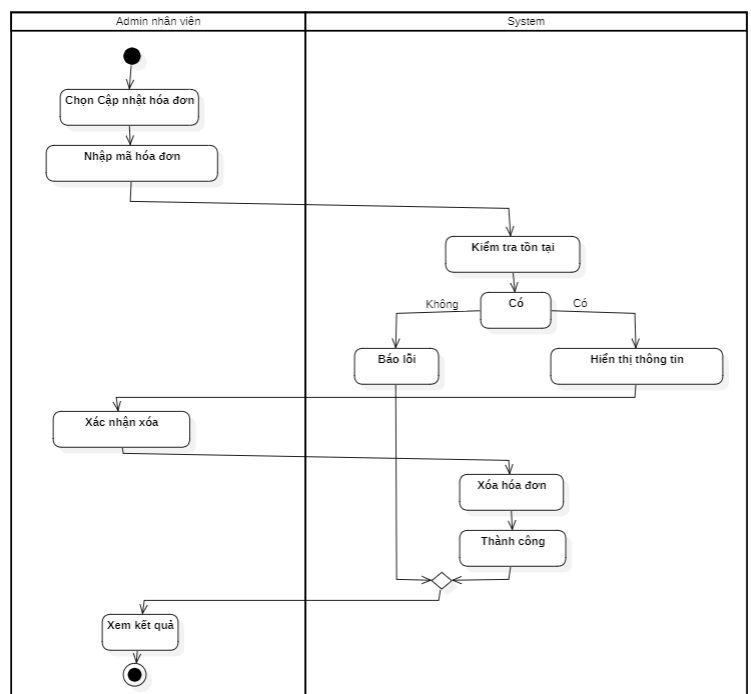 Admin nhân viên
System
Chọn Cập nhật hóa đơn
Nhập mã hóa đơn
Kiểm tra tồn tại
Không
Có
Có
Báo lỗi
Hiển thị thông tin
Xác nhận xóa
Xóa hóa đơn
Thành công
Xem kết quả